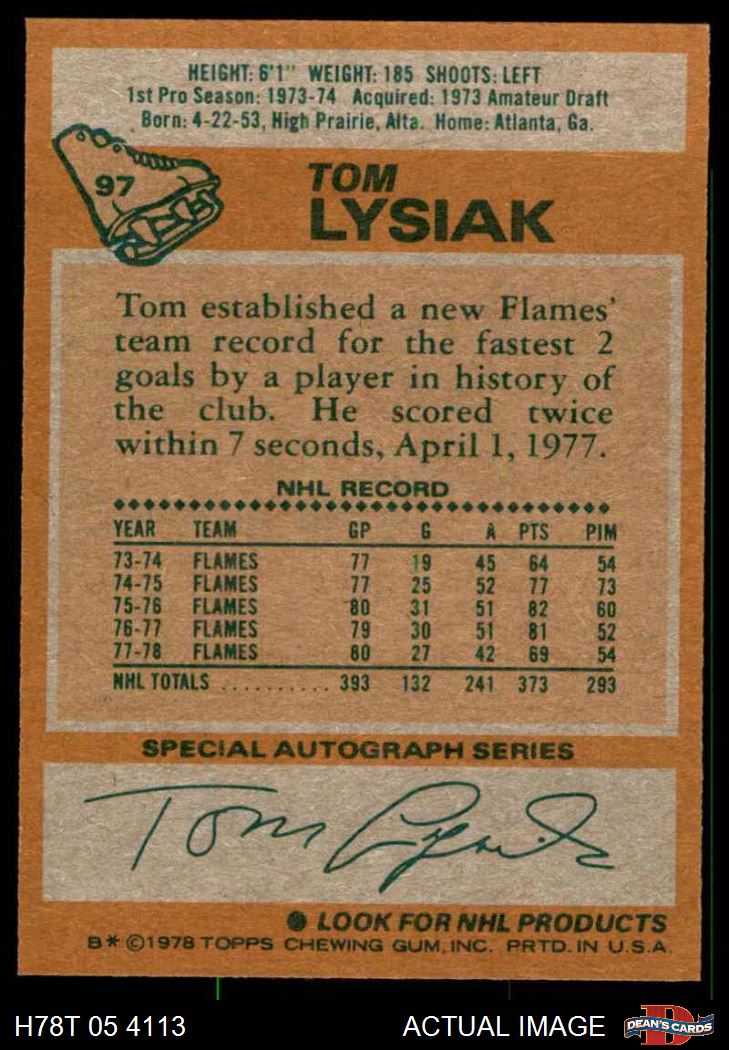 HEIGHT: 6'1" WEIGHT: 185 SHOOTS: LEFT
1st Pro Season: 1973-74 Acquired: 1973 Amateur Draft
Born: 4-22-53, High Prairie, Alta. Home: Atlanta, Ga.
97
TOM
LYSIAK
Tom established a new Flames'
team record for the fastest 2
goals by a player in history of
the club. He scored twice
within 7 seconds, April 1, 1977.
NHL RECORD
YEAR TEAM GP G A PTS PIM
73-74 FLAMES 77 19 45 64 54
74-75 FLAMES 77 25 52 77 73
75-76 FLAMES 80 31 51 82 60
76-77 FLAMES 79 30 51 81 52
77-78 FLAMES 80 27 42 69 54
NHL TOTALS .......... 393 132 241 373 293
SPECIAL AUTOGRAPH SERIES
Tom Lysiak
● LOOK FOR NHL PRODUCTS
B* ©1978 TOPPS CHEWING GUM, INC. PRTD. IN U.S.A.
H78T 05 4113 ACTUAL IMAGE
D
DEAN'S CARDS